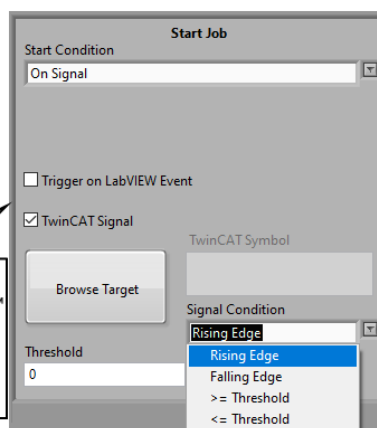 Start Job
Start Condition
On Signal
Trigger on LabVIEW Event
TwinCAT Signal
TwinCAT Symbol
Browse Target
Signal Condition
Rising Edge
Threshold
0
Rising Edge
Falling Edge
>= Threshold
<= Threshold